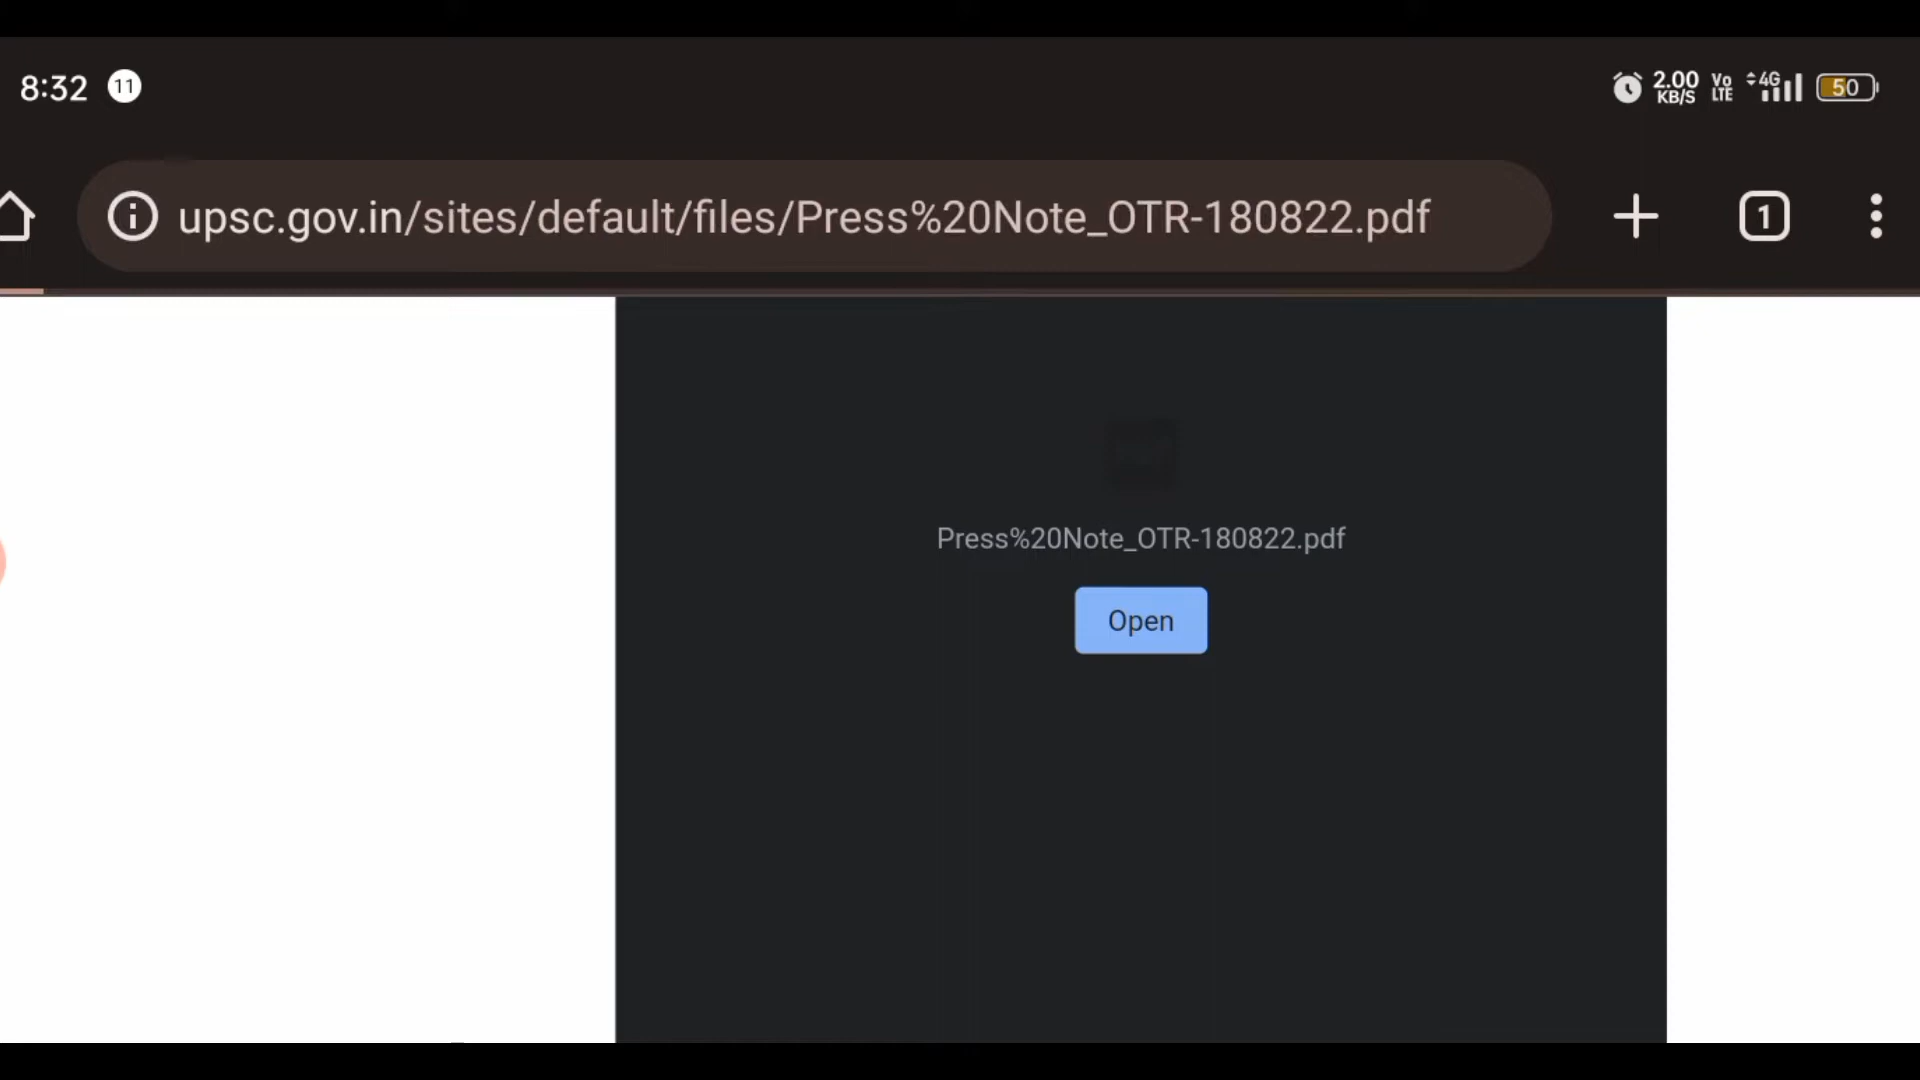 8:32 11 2.00 KB/S Vo LTE 4G 50
upsc.gov.in/sites/default/files/Press%20Note_OTR-180822.pdf 1
Press%20Note_OTR-180822.pdf
Open